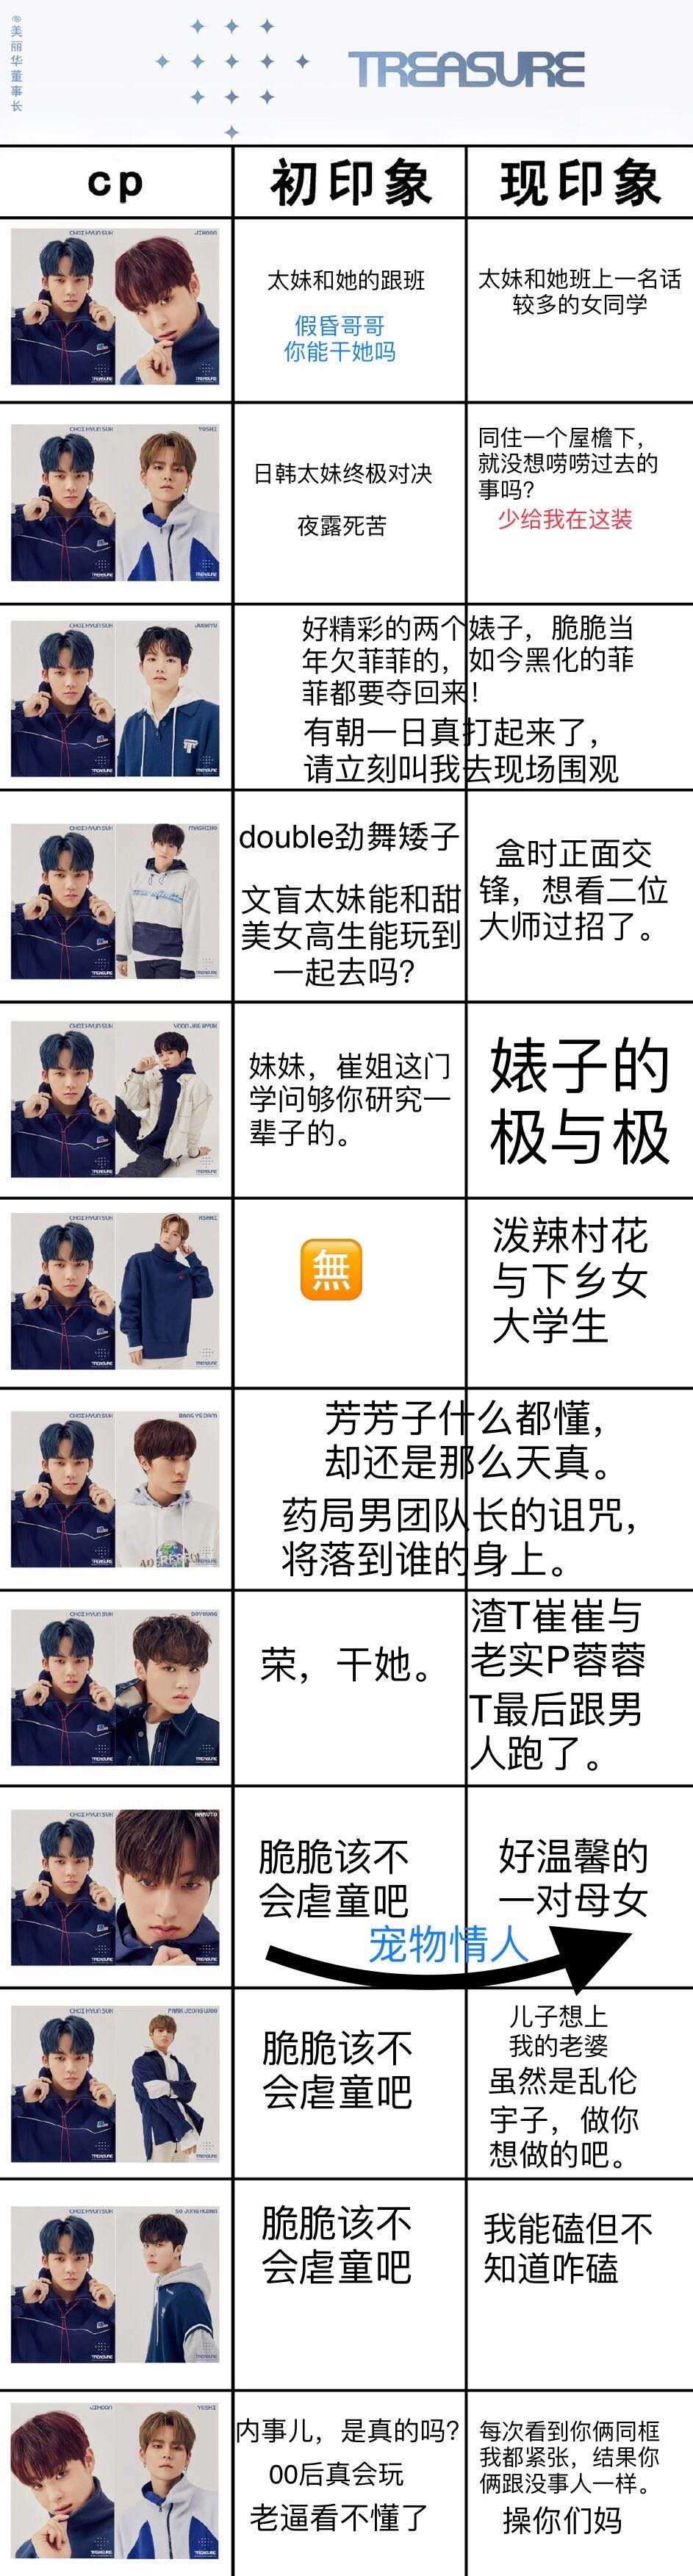 @美丽华董事长
TREASURE
cp
初印象
现印象
CHOI HYUN SUK
JIHOON
TREASURE
TREASURE
太妹和她的跟班
假昏哥哥
你能干她吗
太妹和她班上一名话
较多的女同学
CHOI HYUN SUK
YOSHI
TREASURE
TREASURE
日韩太妹终极对决
夜露死苦
同住一个屋檐下，
就没想唠唠过去的
事吗?
少给我在这装
CHOI HYUN SUK
JUNKYU
TREASURE
好精彩的两个婊子，脆脆当
年欠菲菲的，如今黑化的菲
菲都要夺回来！
有朝一日真打起来了，
请立刻叫我去现场围观
CHOI HYUN SUK
MASHIHO
TREASURE
TREASURE
double劲舞矮子
文盲太妹能和甜
美女高生能玩到
一起去吗?
盒时正面交
锋，想看二位
大师过招了。
CHOI HYUN SUK
YOON JAE HYUK
TREASURE
TREASURE
妹妹，崔姐这门
学问够你研究一
辈子的。
婊子的
极与极
CHOI HYUN SUK
ASAHI
TREASURE
TREASURE
無
泼辣村花
与下乡女
大学生
CHOI HYUN SUK
BANG YE DAM
TREASURE
芳芳子什么都懂，
却还是那么天真。
药局男团队长的诅咒，
将落到谁的身上。
CHOI HYUN SUK
DOYOUNG
TREASURE
TREASURE
荣，干她。
渣T崔崔与
老实P蓉蓉
T最后跟男
人跑了。
CHOI HYUN SUK
HARUTO
TREASURE
TREASURE
脆脆该不
会虐童吧
好温馨的
一对母女
宠物情人
CHOI HYUN SUK
PARK JEONG WOO
TREASURE
TREASURE
脆脆该不
会虐童吧
儿子想上
我的老婆
虽然是乱伦
宇子，做你
想做的吧。
CHOI HYUN SUK
SO JUNG HWAN
TREASURE
TREASURE
脆脆该不
会虐童吧
我能磕但不
知道咋磕
JIHOON
YOSHI
TREASURE
TREASURE
内事儿，是真的吗?
00后真会玩
老逼看不懂了
每次看到你俩同框
我都紧张，结果你
俩跟没事人一样。
操你们妈